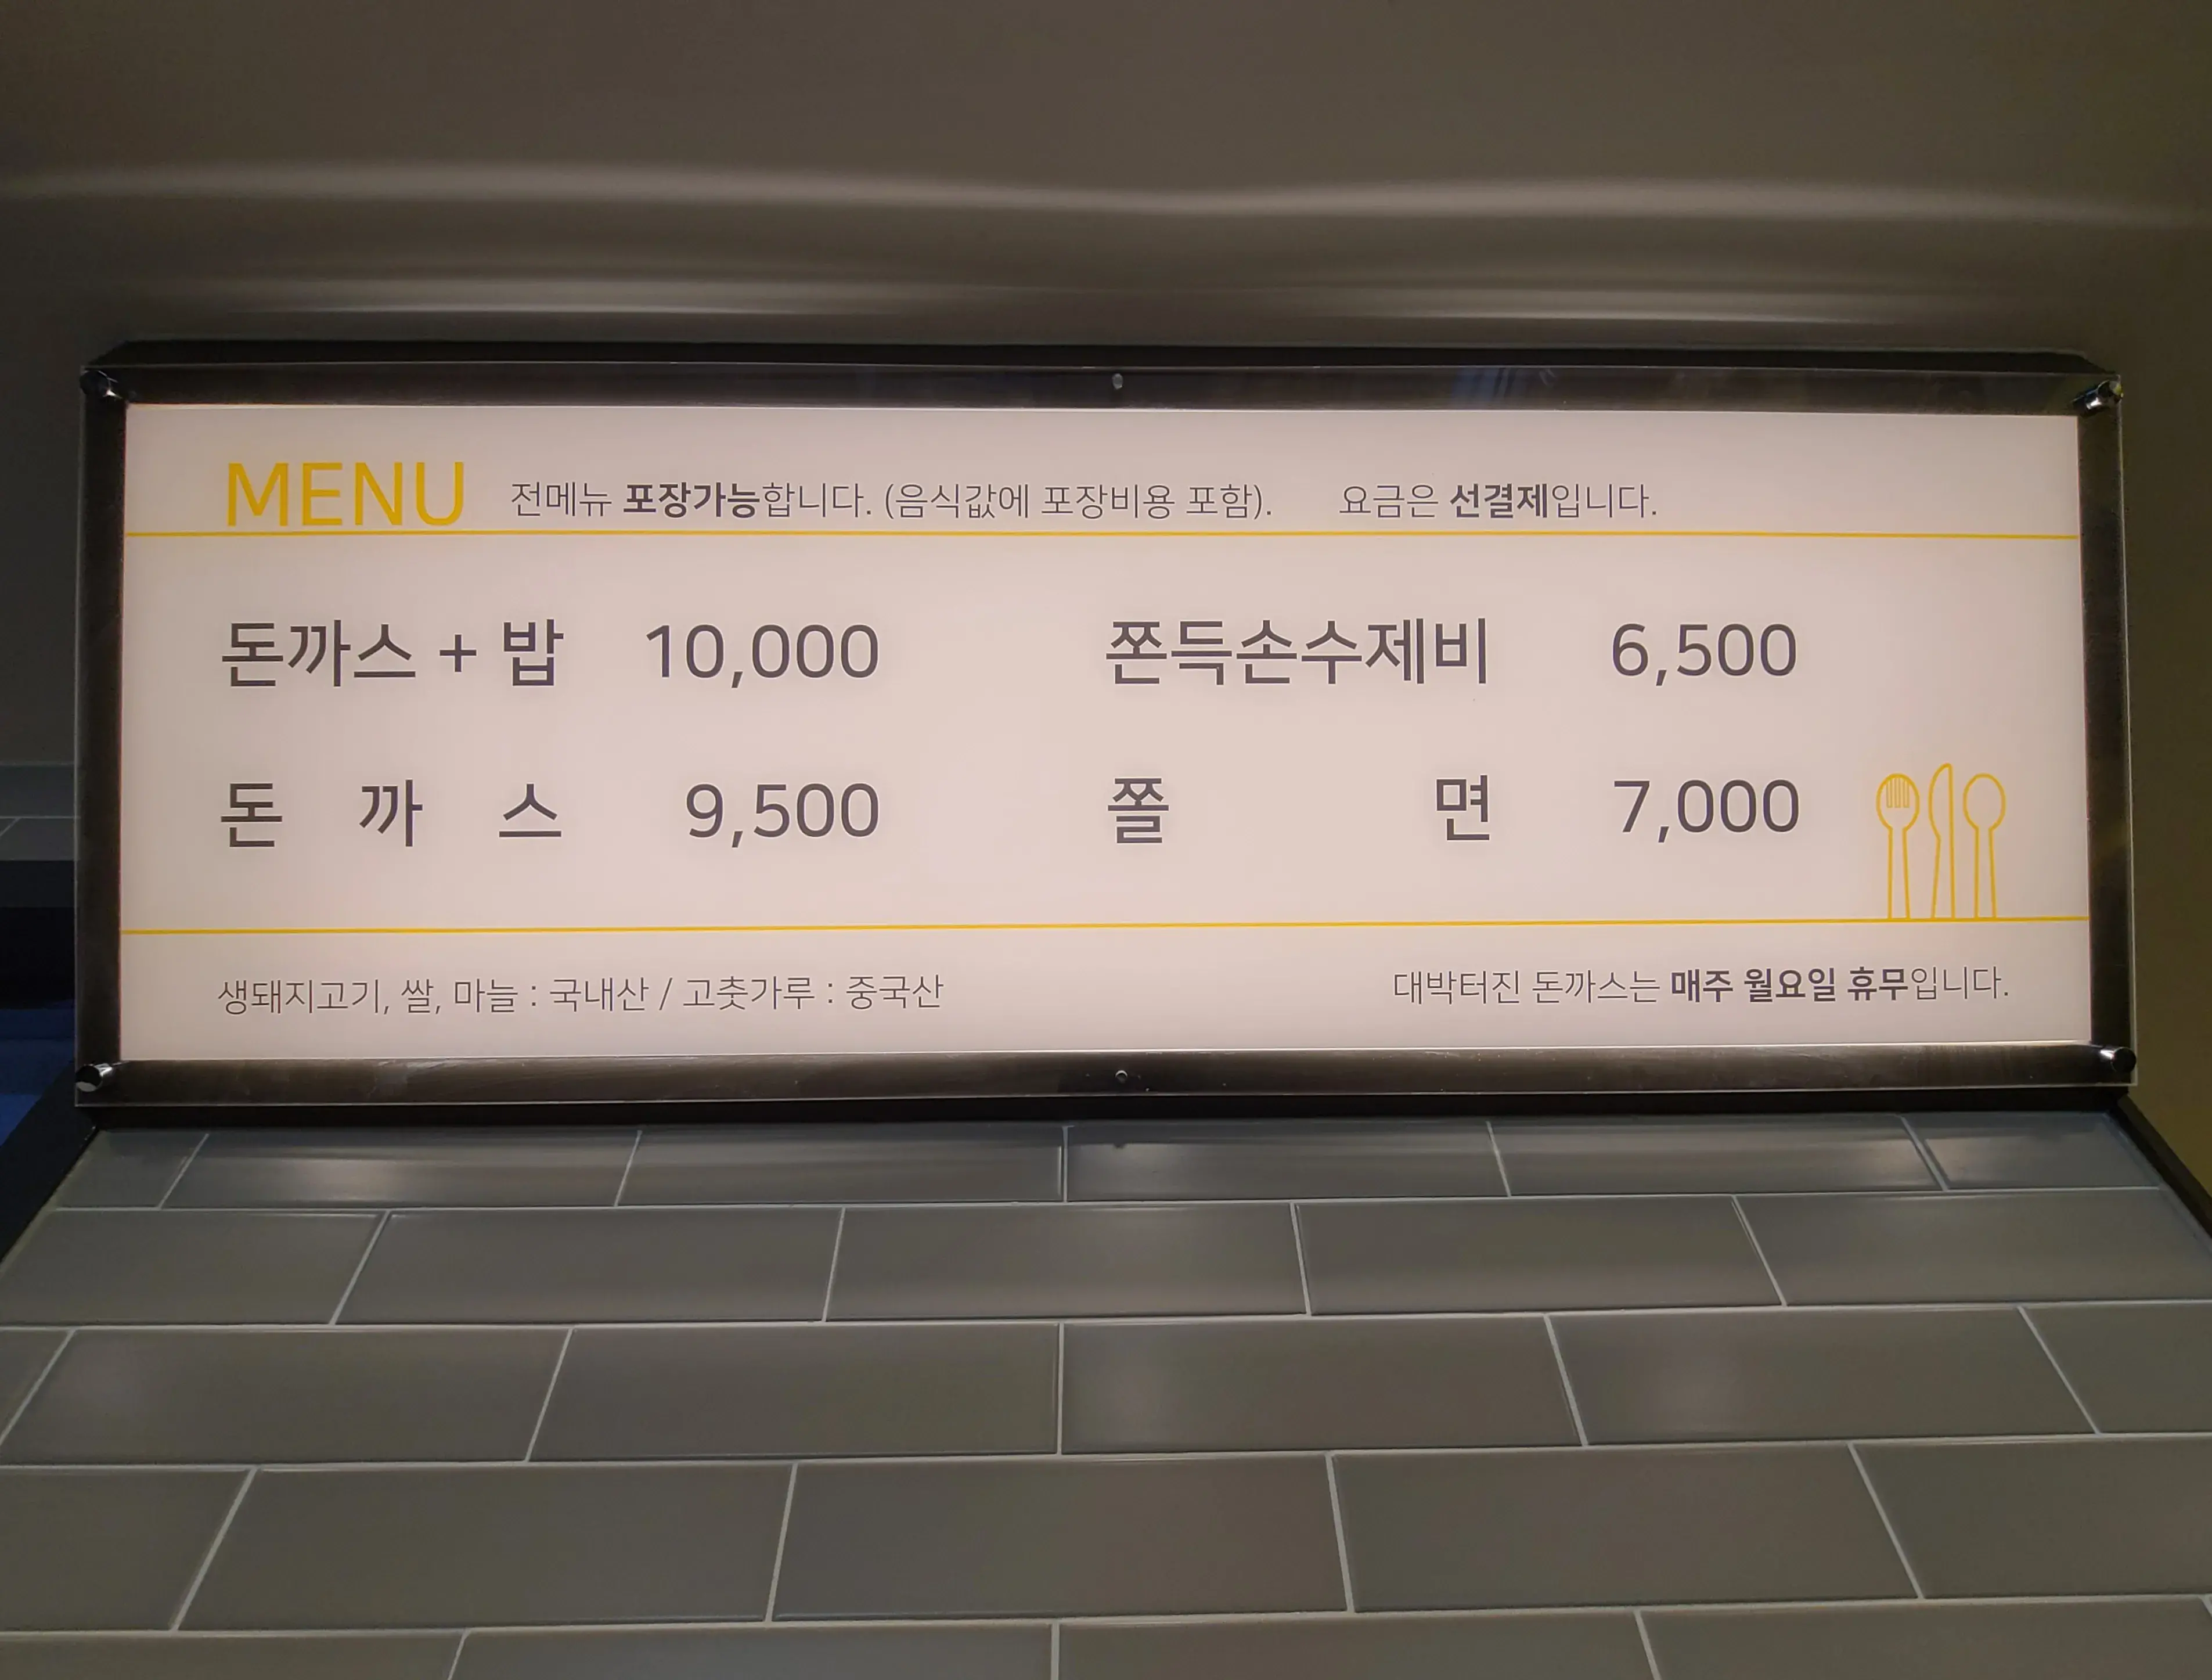 MENU 전메뉴 포장가능합니다. (음식값에 포장비용 포함). 요금은 선결제입니다.
돈까스 + 밥 10,000 쫀득손수제비 6,500
돈 까 스 9,500 쫄 면 7,000
생돼지고기, 쌀, 마늘 : 국내산 / 고춧가루 : 중국산 대박터진 돈까스는 매주 월요일 휴무입니다.